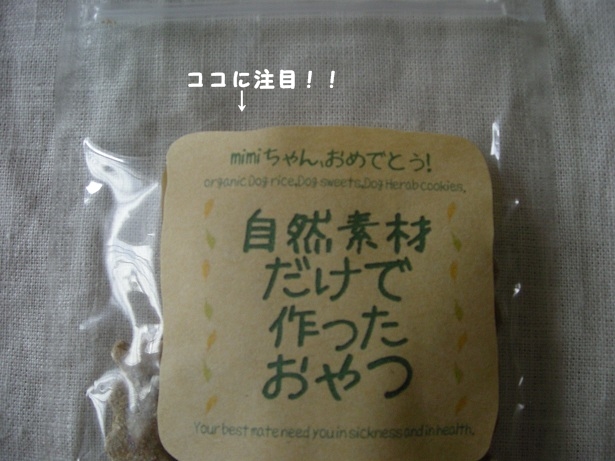 ココに注目！！
↓
mimiちゃん、おめでとう!
organic.Dog rice.Dog sweets.Dog Herab cookies.
自然素材
だけで
作った
おやつ
Your best mate need you in sickness and in health.